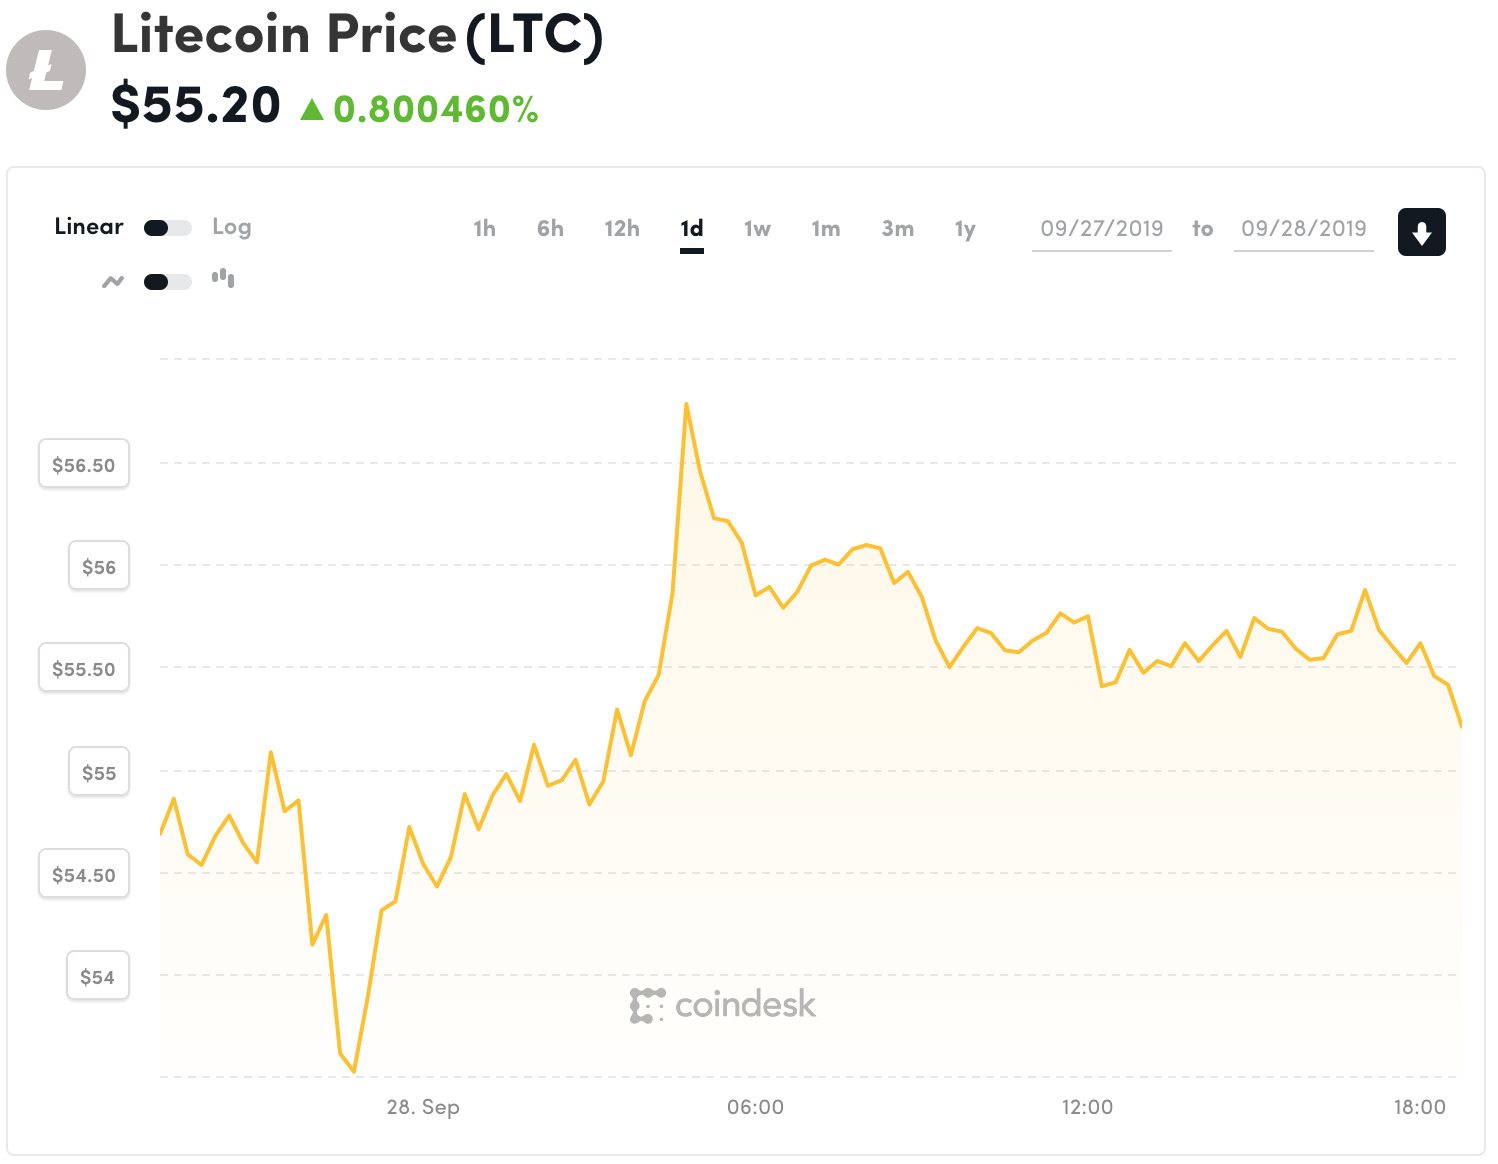 Litecoin Price (LTC)
$55.20 ▲ 0.800460%
Linear Log 1h 6h 12h 1d 1w 1m 3m 1y 09/27/2019 to 09/28/2019
$56.50
$56
$55.50
$55
$54.50
$54
coindesk
28. Sep 06:00 12:00 18:00